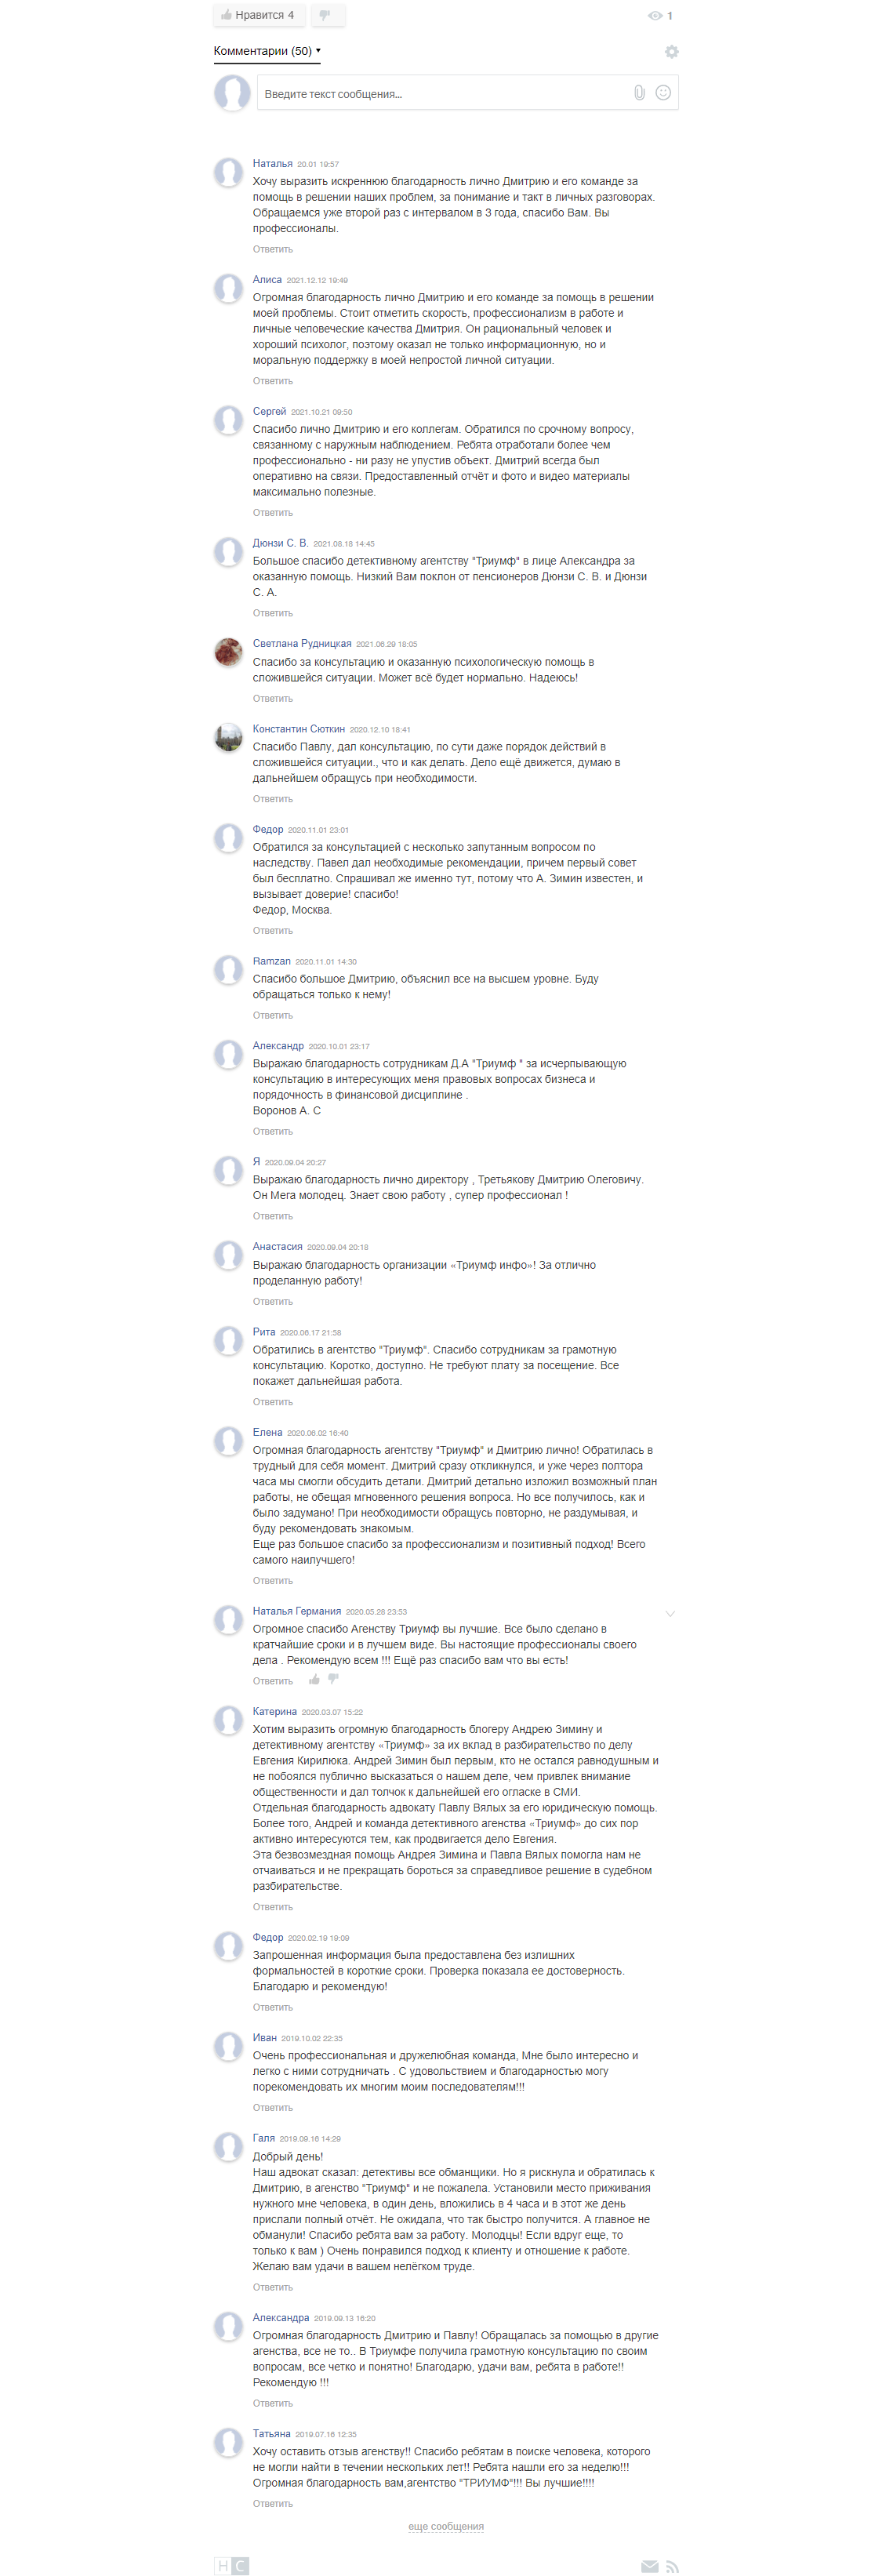 Нравится 4
1
Комментарии (50)
Введите текст сообщения...
Наталья 20.01 19:57
Хочу выразить искреннюю благодарность лично Дмитрию и его команде за
помощь в решении наших проблем, за понимание и такт в личных разговорах.
Обращаемся уже второй раз с интервалом в 3 года, спасибо Вам. Вы
профессионалы.
Ответить
Алиса 2021.12.12 19:49
Огромная благодарность лично Дмитрию и его команде за помощь в решении
моей проблемы. Стоит отметить скорость, профессионализм в работе и
личные человеческие качества Дмитрия. Он рациональный человек и
хороший психолог, поэтому оказал не только информационную, но и
моральную поддержку в моей непростой личной ситуации.
Ответить
Сергей 2021.10.21 09:50
Спасибо лично Дмитрию и его коллегам. Обратился по срочному вопросу,
связанному с наружным наблюдением. Ребята отработали более чем
профессионально - ни разу не упустив объект. Дмитрий всегда был
оперативно на связи. Предоставленный отчёт и фото и видео материалы
максимально полезные.
Ответить
Дюнзи С. В. 2021.08.18 14:45
Большое спасибо детективному агентству "Триумф" в лице Александра за
оказанную помощь. Низкий Вам поклон от пенсионеров Дюнзи С. В. и Дюнзи
С. А.
Ответить
Светлана Рудницкая 2021.06.29 18:05
Спасибо за консультацию и оказанную психологическую помощь в
сложившейся ситуации. Может всё будет нормально. Надеюсь!
Ответить
Константин Сюткин 2020.12.10 18:41
Спасибо Павлу, дал консультацию, по сути даже порядок действий в
сложившейся ситуации., что и как делать. Дело ещё движется, думаю в
дальнейшем обращусь при необходимости.
Ответить
Федор 2020.11.01 23:01
Обратился за консультацией с несколько запутанным вопросом по
наследству. Павел дал необходимые рекомендации, причем первый совет
был бесплатно. Спрашивал же именно тут, потому что А. Зимин известен, и
вызывает доверие! спасибо!
Федор, Москва.
Ответить
Ramzan 2020.11.01 14:30
Спасибо большое Дмитрию, объяснил все на высшем уровне. Буду
обращаться только к нему!
Ответить
Александр 2020.10.01 23:17
Выражаю благодарность сотрудникам Д.А "Триумф " за исчерпывающую
консультацию в интересующих меня правовых вопросах бизнеса и
порядочность в финансовой дисциплине .
Воронов А. С
Ответить
Я 2020.09.04 20:27
Выражаю благодарность лично директору , Третьякову Дмитрию Олеговичу.
Он Мега молодец. Знает свою работу , супер профессионал !
Ответить
Анастасия 2020.09.04 20:18
Выражаю благодарность организации «Триумф инфо»! За отлично
проделанную работу!
Ответить
Рита 2020.06.17 21:58
Обратились в агентство "Триумф". Спасибо сотрудникам за грамотную
консультацию. Коротко, доступно. Не требуют плату за посещение. Все
покажет дальнейшая работа.
Ответить
Елена 2020.06.02 16:40
Огромная благодарность агентству "Триумф" и Дмитрию лично! Обратилась в
трудный для себя момент. Дмитрий сразу откликнулся, и уже через полтора
часа мы смогли обсудить детали. Дмитрий детально изложил возможный план
работы, не обещая мгновенного решения вопроса. Но все получилось, как и
было задумано! При необходимости обращусь повторно, не раздумывая, и
буду рекомендовать знакомым.
Еще раз большое спасибо за профессионализм и позитивный подход! Всего
самого наилучшего!
Ответить
Наталья Германия 2020.05.28 23:53
Огромное спасибо Агенству Триумф вы лучшие. Все было сделано в
кратчайшие сроки и в лучшем виде. Вы настоящие профессионалы своего
дела . Рекомендую всем !!! Ещё раз спасибо вам что вы есть!
Ответить
Катерина 2020.03.07 15:22
Хотим выразить огромную благодарность блогеру Андрею Зимину и
детективному агентству «Триумф» за их вклад в разбирательство по делу
Евгения Кирилюка. Андрей Зимин был первым, кто не остался равнодушным и
не побоялся публично высказаться о нашем деле, чем привлек внимание
общественности и дал толчок к дальнейшей его огласке в СМИ.
Отдельная благодарность адвокату Павлу Вялых за его юридическую помощь.
Более того, Андрей и команда детективного агенства «Триумф» до сих пор
активно интересуются тем, как продвигается дело Евгения.
Эта безвозмездная помощь Андрея Зимина и Павла Вялых помогла нам не
отчаиваться и не прекращать бороться за справедливое решение в судебном
разбирательстве.
Ответить
Федор 2020.02.19 19:09
Запрошенная информация была предоставлена без излишних
формальностей в короткие сроки. Проверка показала ее достоверность.
Благодарю и рекомендую!
Ответить
Иван 2019.10.02 22:35
Очень профессиональная и дружелюбная команда, Мне было интересно и
легко с ними сотрудничать . С удовольствием и благодарностью могу
порекомендовать их многим моим последователям!!!
Ответить
Галя 2019.09.16 14:29
Добрый день!
Наш адвокат сказал: детективы все обманщики. Но я рискнула и обратилась к
Дмитрию, в агенство "Триумф" и не пожалела. Установили место приживания
нужного мне человека, в один день, вложились в 4 часа и в этот же день
прислали полный отчёт. Не ожидала, что так быстро получится. А главное не
обманули! Спасибо ребята вам за работу. Молодцы! Если вдруг еще, то
только к вам ) Очень понравился подход к клиенту и отношение к работе.
Желаю вам удачи в вашем нелёгком труде.
Ответить
Александра 2019.09.13 16:20
Огромная благодарность Дмитрию и Павлу! Обращалась за помощью в другие
агенства, все не то.. В Триумфе получила грамотную консультацию по своим
вопросам, все четко и понятно! Благодарю, удачи вам, ребята в работе!!
Рекомендую !!!
Ответить
Татьяна 2019.07.16 12:35
Хочу оставить отзыв агенству!! Спасибо ребятам в поиске человека, которого
не могли найти в течении нескольких лет!! Ребята нашли его за неделю!!!
Огромная благодарность вам,агентство "ТРИУМФ"!!! Вы лучшие!!!!
Ответить
еще сообщения
HC